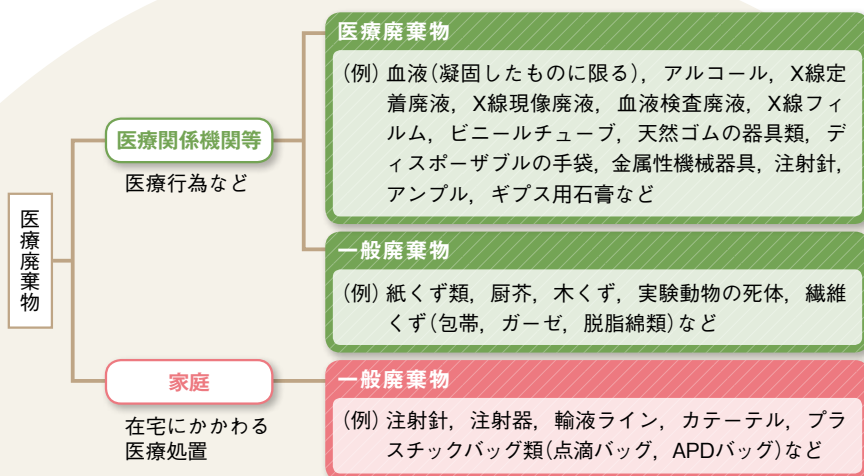 医療廃棄物
医療関係機関等
医療行為など
医療廃棄物
(例) 血液(凝固したものに限る), アルコール, X線定
着廃液, X線現像廃液, 血液検査廃液, X線フィ
ルム, ビニールチューブ, 天然ゴムの器具類, デ
ィスポーザブルの手袋, 金属性機械器具, 注射針,
アンプル, ギプス用石膏など
一般廃棄物
(例) 紙くず類, 厨芥, 木くず, 実験動物の死体, 繊維
くず(包帯, ガーゼ, 脱脂綿類)など
家庭
在宅にかかわる
医療処置
一般廃棄物
(例) 注射針, 注射器, 輸液ライン, カテーテル, プラ
スチックバッグ類(点滴バッグ, APDバッグ)など